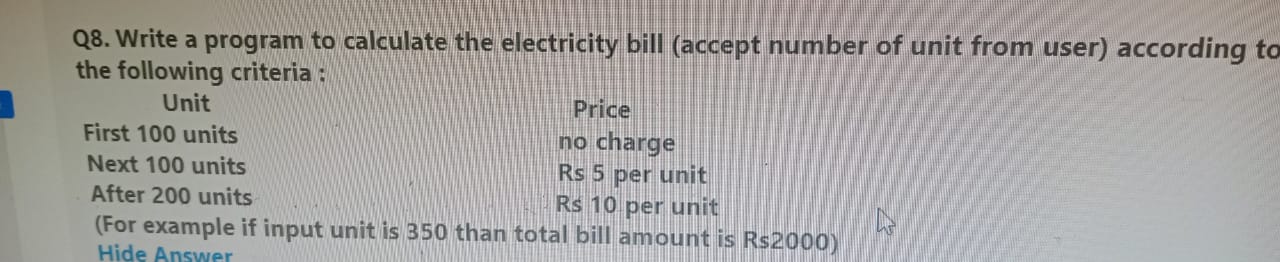 Q8. Write a program to calculate the electricity bill (accept number of unit from user) according to
the following criteria :
Unit Price
First 100 units no charge
Next 100 units Rs 5 per unit
After 200 units Rs 10 per unit
(For example if input unit is 350 than total bill amount is Rs2000)
Hide Answer